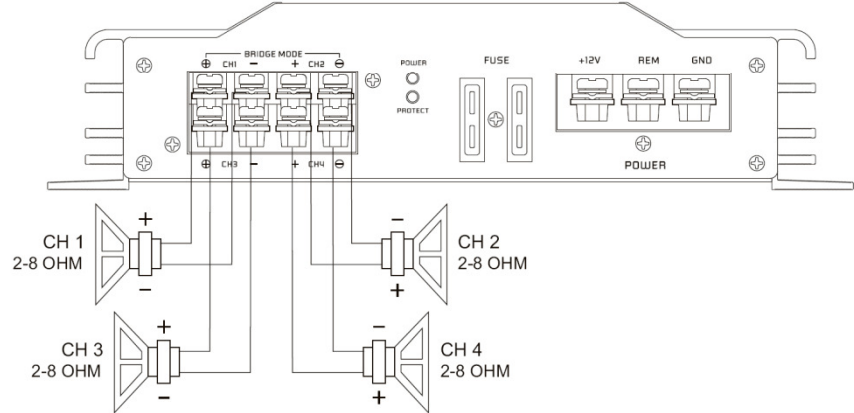 BRIDGE MODE
⊕ CH1 − + CH2 ⊖
POWER
PROTECT
FUSE
+12V REM GND
⊕ CH3 − + CH4 ⊖
POWER
+
CH 1
2-8 OHM
−
−
CH 2
2-8 OHM
+
+
CH 3
2-8 OHM
−
−
CH 4
2-8 OHM
+